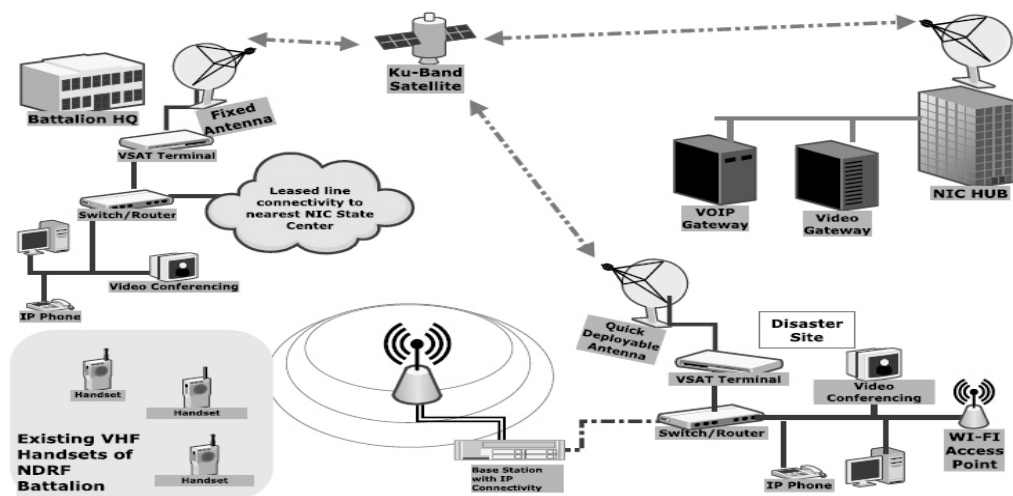 Battalion HQ
Fixed
Antenna
VSAT Terminal
Switch/Router
Leased line
connectivity to
nearest NIC State
Center
Video Conferencing
IP Phone
Ku-Band
Satellite
VOIP
Gateway
Video
Gateway
NIC HUB
Quick
Deployable
Antenna
Disaster
Site
VSAT Terminal
Video
Conferencing
Switch/Router
WI-FI
Access
Point
IP Phone
Base Station
with IP
Connectivity
Handset
Handset
Handset
Existing VHF
Handsets of
NDRF
Battalion